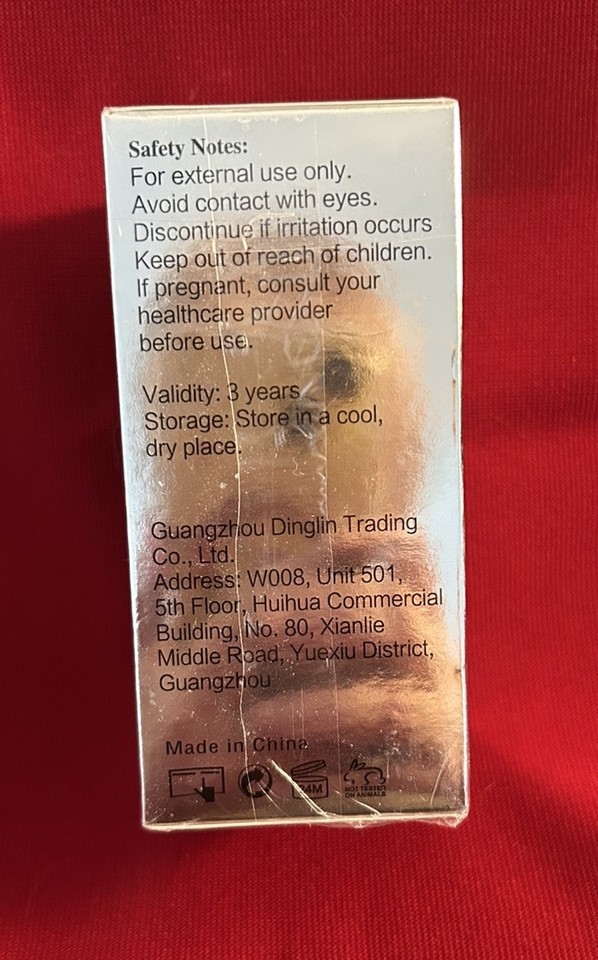 Safety Notes:
For external use only.
Avoid contact with eyes.
Discontinue if irritation occurs
Keep out of reach of children.
If pregnant, consult your
healthcare provider
before use.
Validity: 3 years
Storage: Store in a cool,
dry place.
Guangzhou Dinglin Trading
Co., Ltd.
Address: W008, Unit 501,
5th Floor, Huihua Commercial
Building, No. 80, Xianlie
Middle Road, Yuexiu District,
Guangzhou
Made in China
24M
NOT TESTED
ON ANIMALS